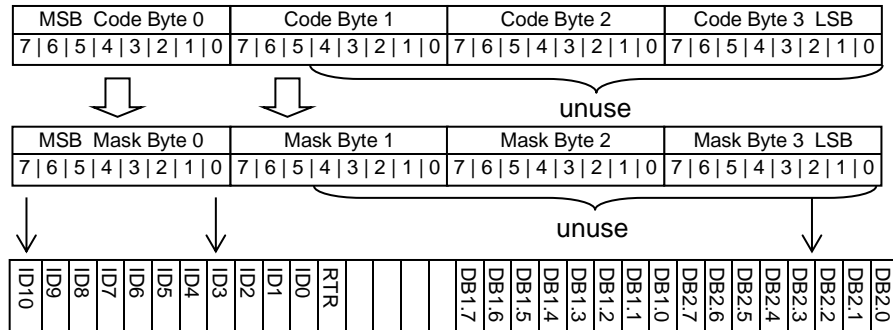 MSB Code Byte 0 Code Byte 1 Code Byte 2 Code Byte 3 LSB
7 | 6 | 5 | 4 | 3 | 2 | 1 | 0 7 | 6 | 5 | 4 | 3 | 2 | 1 | 0 7 | 6 | 5 | 4 | 3 | 2 | 1 | 0 7 | 6 | 5 | 4 | 3 | 2 | 1 | 0
unuse
MSB Mask Byte 0 Mask Byte 1 Mask Byte 2 Mask Byte 3 LSB
7 | 6 | 5 | 4 | 3 | 2 | 1 | 0 7 | 6 | 5 | 4 | 3 | 2 | 1 | 0 7 | 6 | 5 | 4 | 3 | 2 | 1 | 0 7 | 6 | 5 | 4 | 3 | 2 | 1 | 0
unuse
ID10 ID9 ID8 ID7 ID6 ID5 ID4 ID3 ID2 ID1 ID0 RTR DB1.7 DB1.6 DB1.5 DB1.4 DB1.3 DB1.2 DB1.1 DB1.0 DB2.7 DB2.6 DB2.5 DB2.4 DB2.3 DB2.2 DB2.1 DB2.0